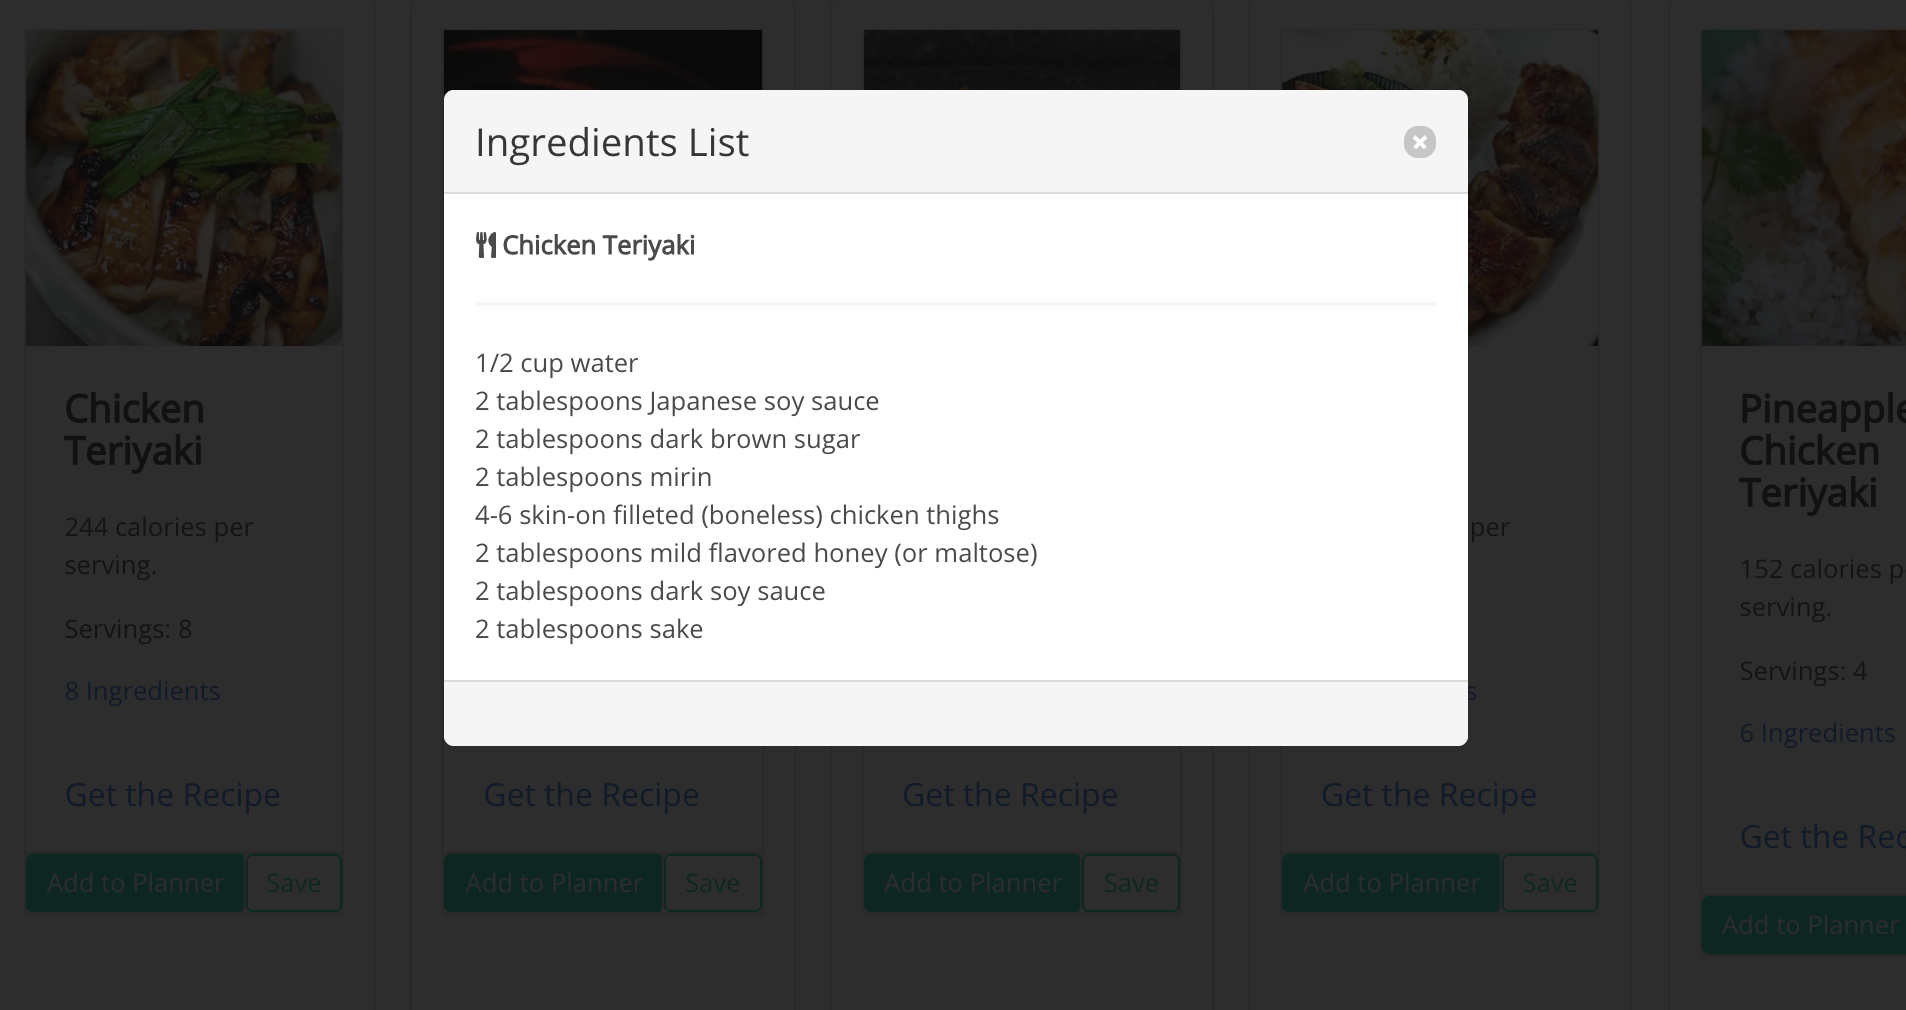 Ingredients List
Chicken Teriyaki
1/2 cup water
2 tablespoons Japanese soy sauce
2 tablespoons dark brown sugar
2 tablespoons mirin
4-6 skin-on filleted (boneless) chicken thighs
2 tablespoons mild flavored honey (or maltose)
2 tablespoons dark soy sauce
2 tablespoons sake
Chicken
Teriyaki
244 calories per
serving.
Servings: 8
8 Ingredients
Get the Recipe
Add to Planner Save
Get the Recipe
Add to Planner Save
Get the Recipe
Add to Planner Save
per
s
Get the Recipe
Add to Planner Save
Pineapple
Chicken
Teriyaki
152 calories p
serving.
Servings: 4
6 Ingredients
Get the Rec
Add to Planner